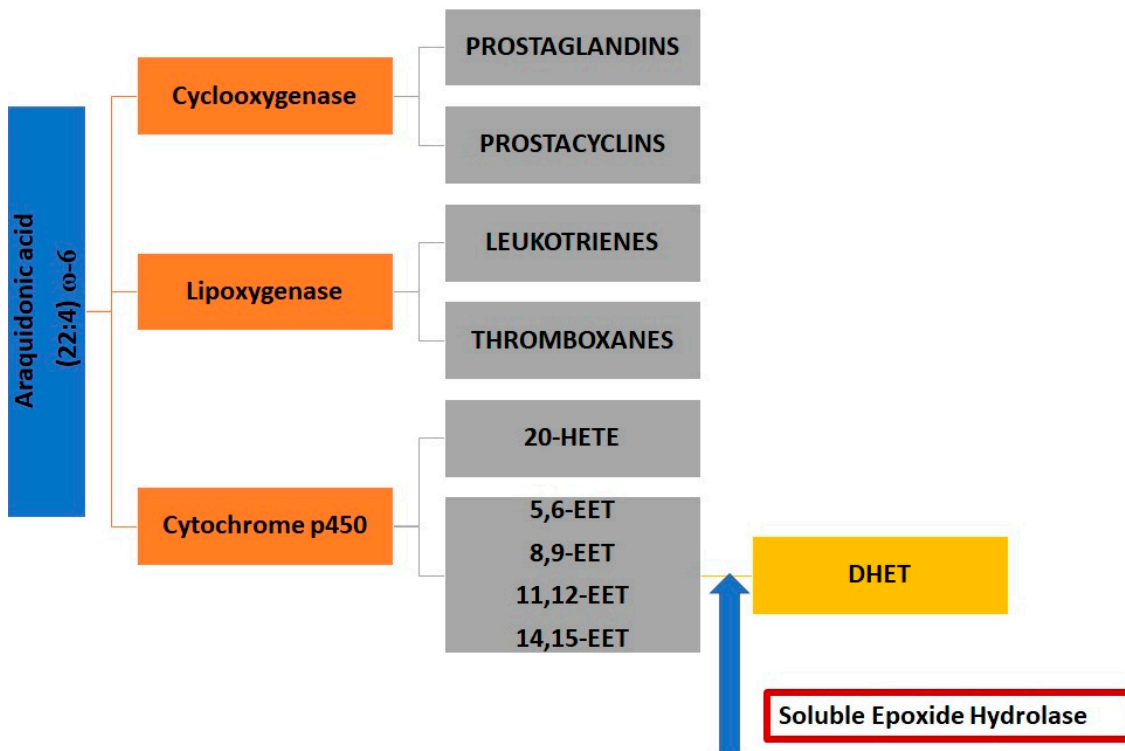 Araquidonic acid
(22:4) ω-6
Cyclooxygenase
PROSTAGLANDINS
PROSTACYCLINS
Lipoxygenase
LEUKOTRIENES
THROMBOXANES
Cytochrome p450
20-HETE
5,6-EET
8,9-EET
11,12-EET
14,15-EET
DHET
Soluble Epoxide Hydrolase